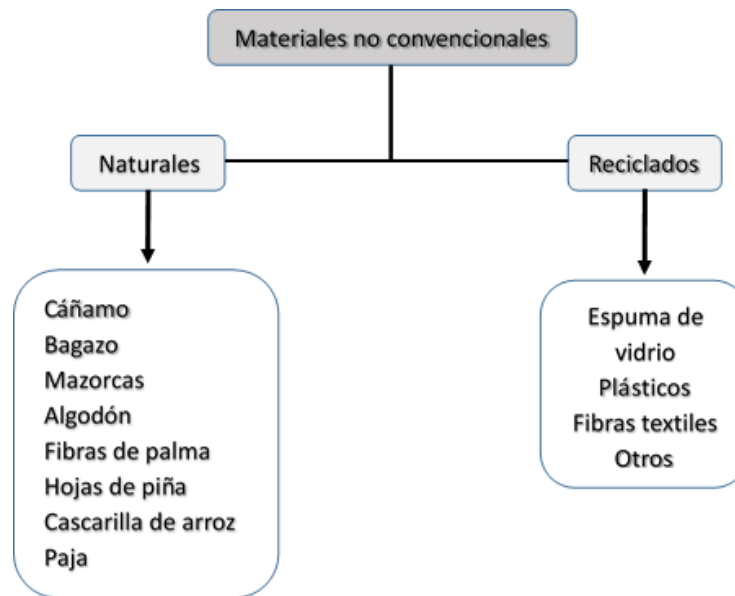 Materiales no convencionales
Naturales
Reciclados
Cáñamo
Bagazo
Mazorcas
Algodón
Fibras de palma
Hojas de piña
Cascarilla de arroz
Paja
Espuma de
vidrio
Plásticos
Fibras textiles
Otros